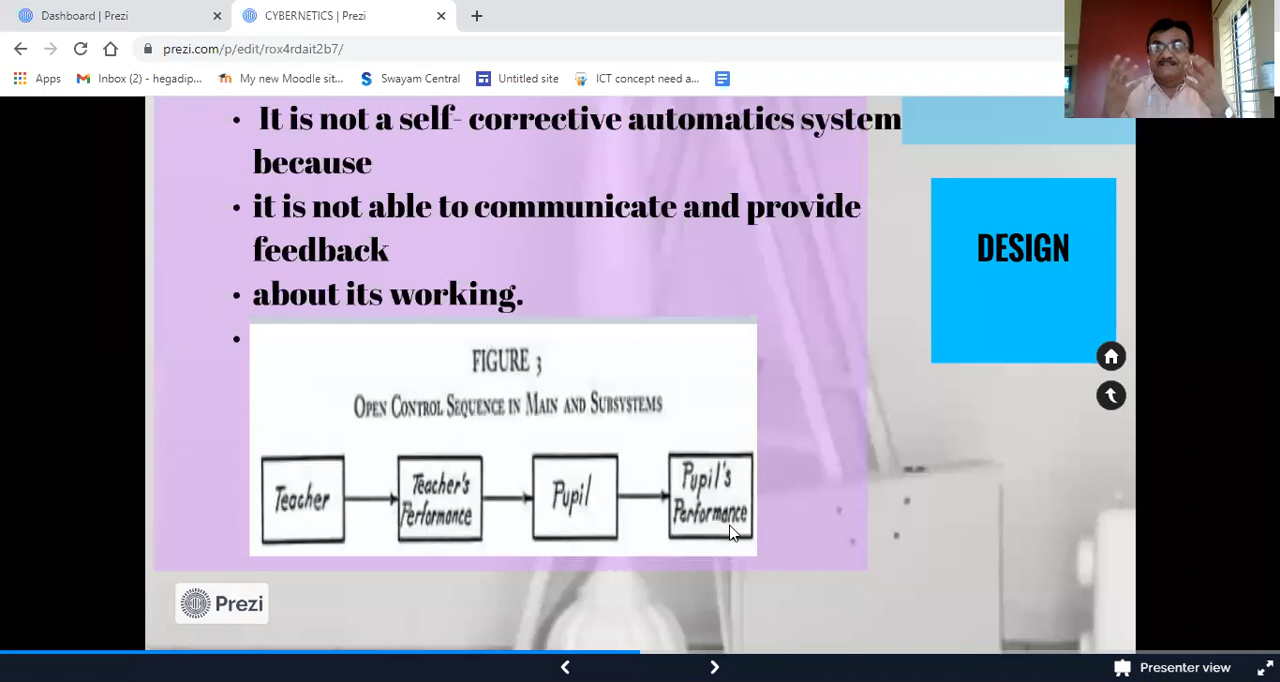 Dashboard | Prezi
CYBERNETICS | Prezi
prezi.com/p/edit/rox4rdait2b7/
Apps
Inbox (2) - hegadip...
My new Moodle sit...
Swayam Central
Untitled site
ICT concept need a...
• It is not a self- corrective automatics system
because
• it is not able to communicate and provide
feedback
• about its working.
•
DESIGN
FIGURE 3
OPEN CONTROL SEQUENCE IN MAIN AND SUBSYSTEMS
Teacher
Teacher's
Performance
Pupil
Pupil's
Performance
Prezi
Presenter view